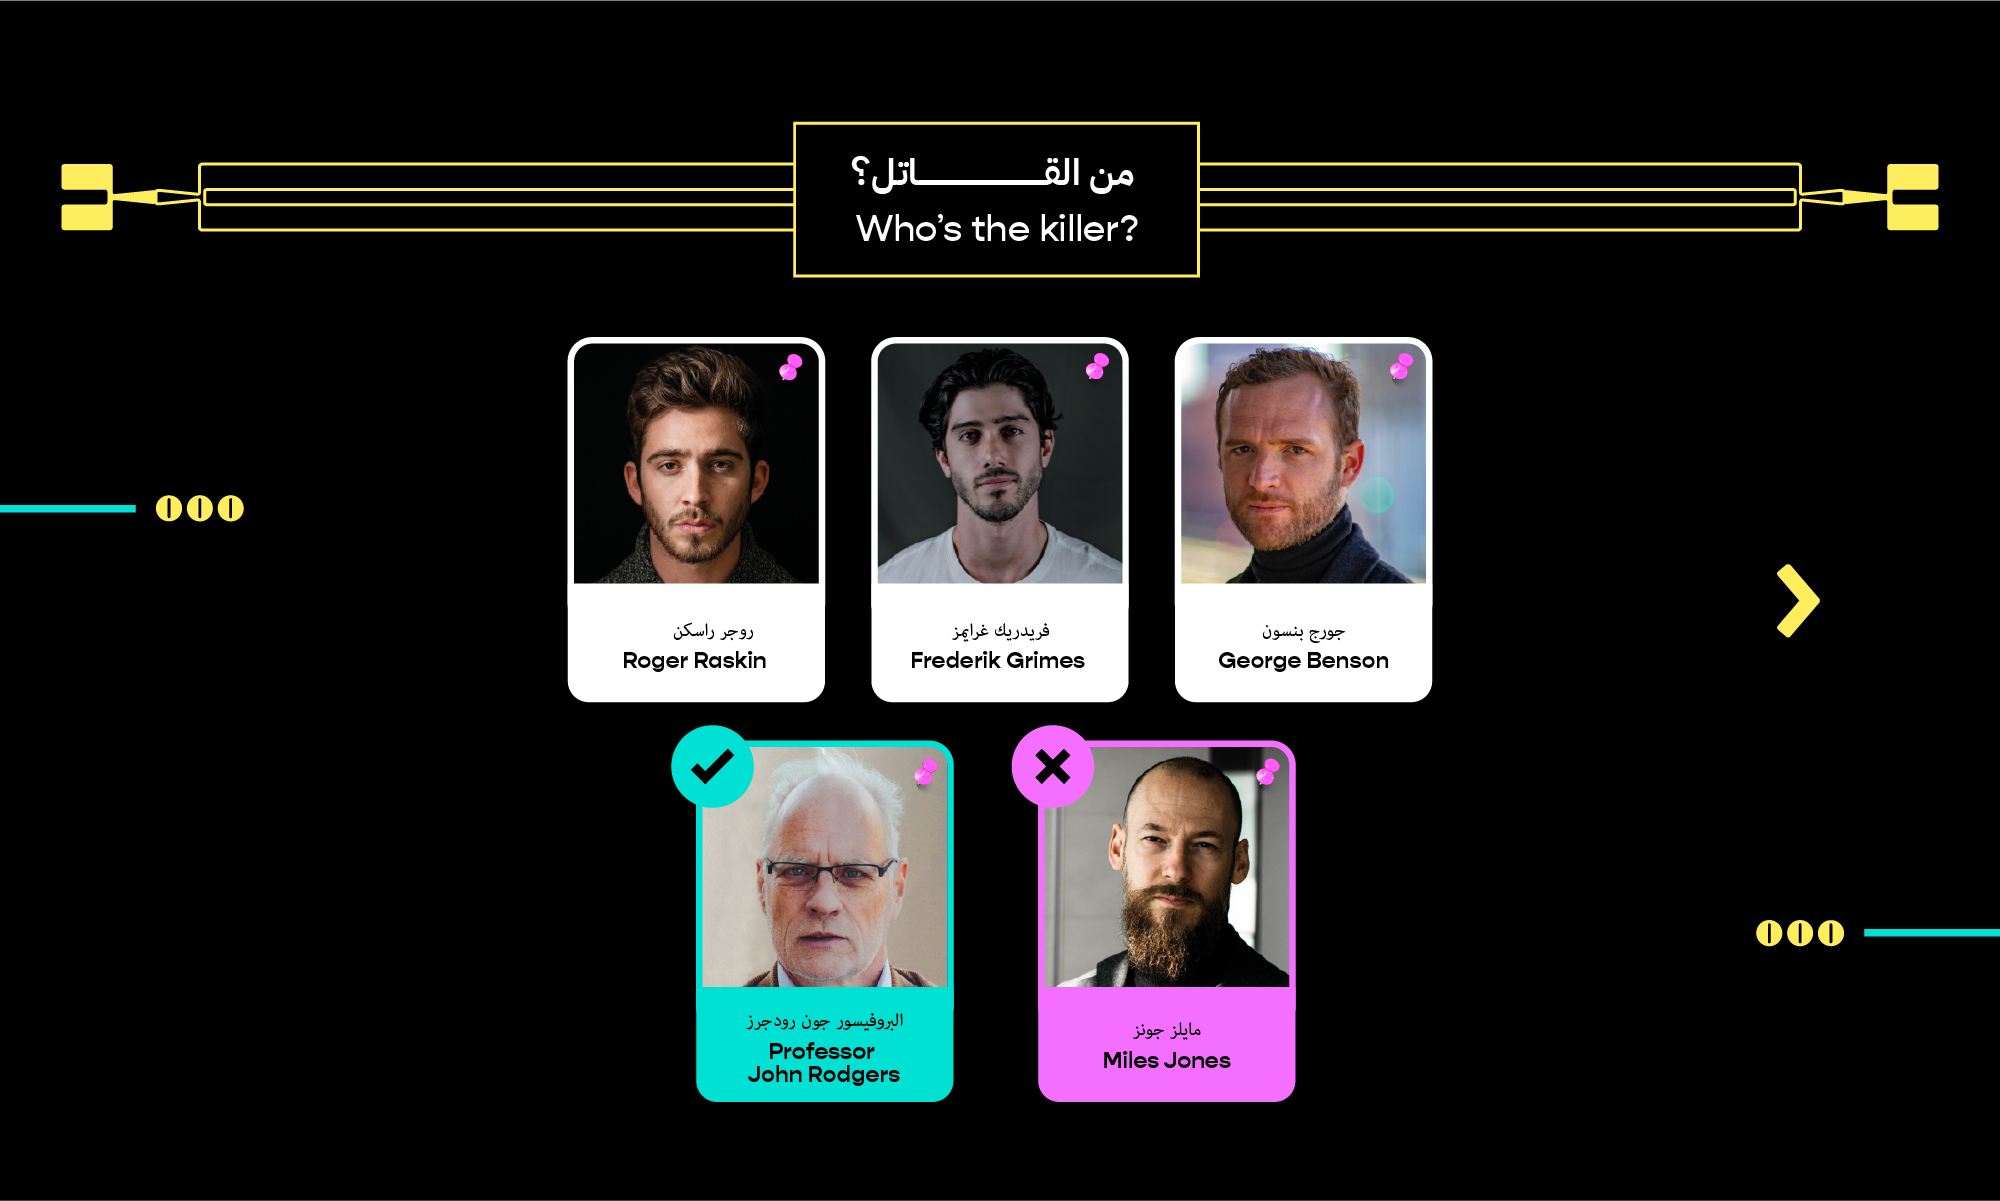 من القـــــــــاتل؟
Who’s the killer?
روجر راسكن
Roger Raskin
فريدريك غرايمز
Frederik Grimes
جورج بنسون
George Benson
البروفيسور جون رودجرز
Professor
John Rodgers
مايلز جونز
Miles Jones